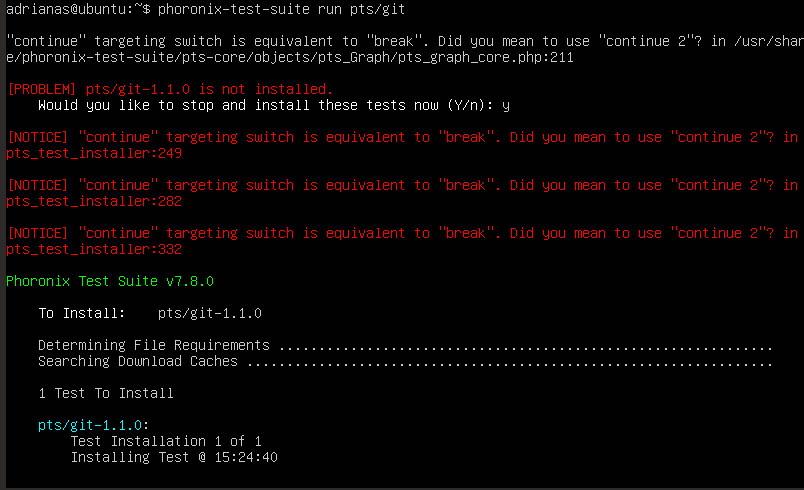 adrianas@ubuntu:~$ phoronix-test-suite run pts/git
"continue" targeting switch is equivalent to "break". Did you mean to use "continue 2"? in /usr/shar
e/phoronix-test-suite/pts-core/objects/pts_Graph/pts_graph_core.php:211
[PROBLEM] pts/git-1.1.0 is not installed.
Would you like to stop and install these tests now (Y/n): y
[NOTICE] "continue" targeting switch is equivalent to "break". Did you mean to use "continue 2"? in
pts_test_installer:249
[NOTICE] "continue" targeting switch is equivalent to "break". Did you mean to use "continue 2"? in
pts_test_installer:282
[NOTICE] "continue" targeting switch is equivalent to "break". Did you mean to use "continue 2"? in
pts_test_installer:332
Phoronix Test Suite v7.8.0
To Install: pts/git-1.1.0
Determining File Requirements ..............................................................
Searching Download Caches ..................................................................
1 Test To Install
pts/git-1.1.0:
Test Installation 1 of 1
Installing Test @ 15:24:40